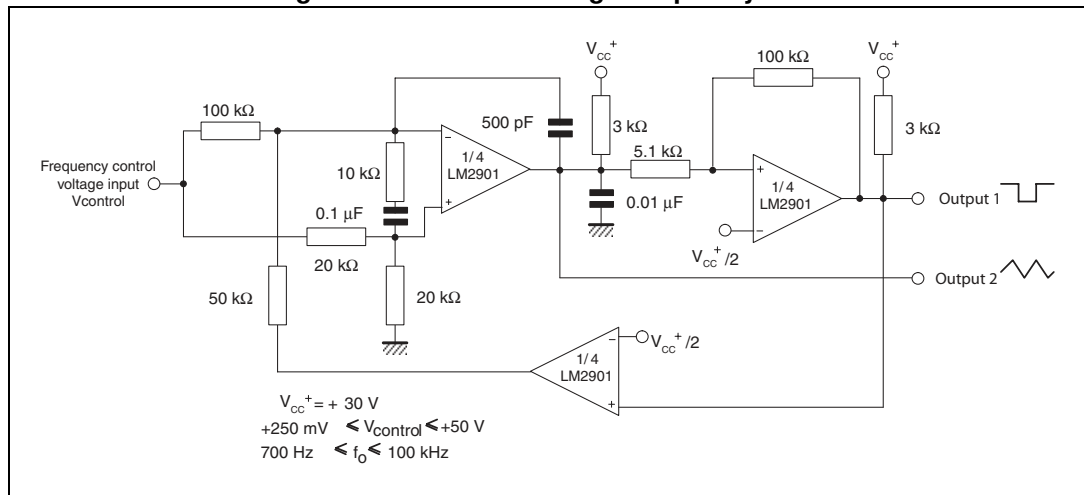 V_CC^+
V_CC^+
100 kΩ
100 kΩ
500 pF
3 kΩ
3 kΩ
Frequency control
voltage input
Vcontrol
10 kΩ
–
1/4
LM2901
+
5.1 kΩ
+
1/4
LM2901
–
0.1 µF
0.01 µF
Output 1
V_CC^+/2
20 kΩ
Output 2
50 kΩ
20 kΩ
–
V_CC^+/2
1/4
LM2901
+
V_CC^+ = + 30 V
+250 mV ⩽ V_control ⩽ +50 V
700 Hz ⩽ f_o ⩽ 100 kHz